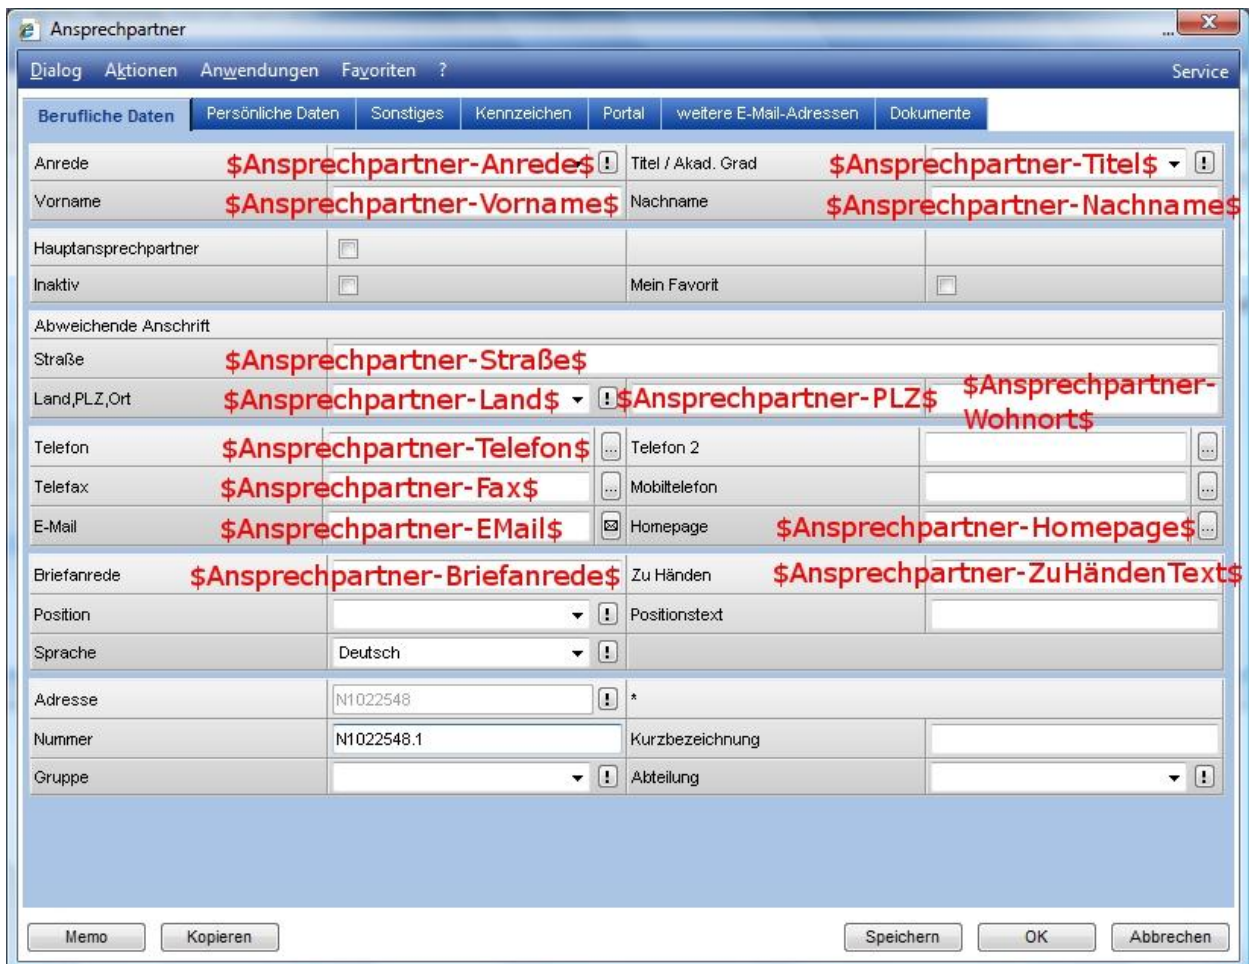 Ansprechpartner
...
Dialog Aktionen Anwendungen Favoriten ? Service
Berufliche Daten Persönliche Daten Sonstiges Kennzeichen Portal weitere E-Mail-Adressen Dokumente
Anrede $Ansprechpartner-Anrede$ ! Titel / Akad. Grad $Ansprechpartner-Titel$ !
Vorname $Ansprechpartner-Vorname$ Nachname $Ansprechpartner-Nachname$
Hauptansprechpartner
Inaktiv Mein Favorit
Abweichende Anschrift
Straße $Ansprechpartner-Straße$
Land,PLZ,Ort $Ansprechpartner-Land$ ! $Ansprechpartner-PLZ$ $Ansprechpartner-
Wohnort$
Telefon $Ansprechpartner-Telefon$ ... Telefon 2 ...
Telefax $Ansprechpartner-Fax$ ... Mobiltelefon ...
E-Mail $Ansprechpartner-EMail$ Homepage $Ansprechpartner-Homepage$ ...
Briefanrede $Ansprechpartner-Briefanrede$ Zu Händen $Ansprechpartner-ZuHändenText$
Position ! Positionstext
Sprache Deutsch !
Adresse N1022548 ! *
Nummer N1022548.1 Kurzbezeichnung
Gruppe ! Abteilung !
Memo Kopieren Speichern OK Abbrechen